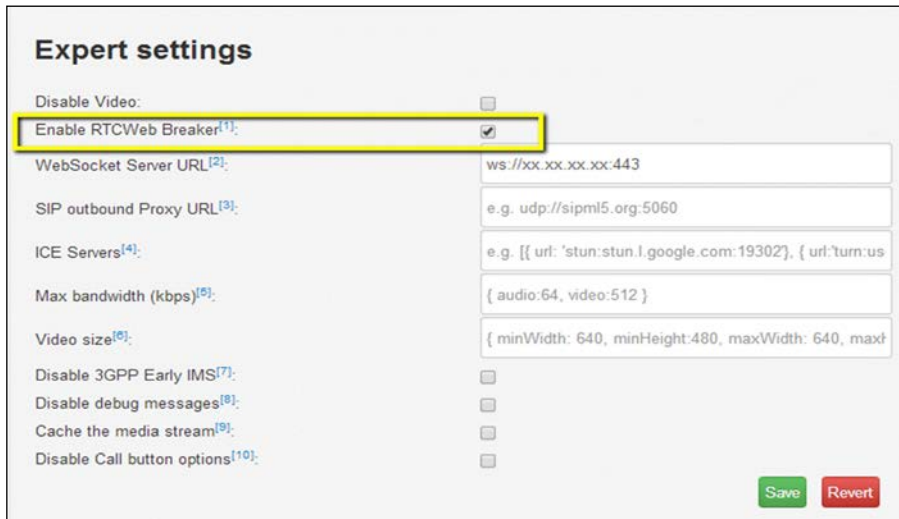 Expert settings
Disable Video:
Enable RTCWeb Breaker[1]:
WebSocket Server URL[2]: ws://xx.xx.xx.xx:443
SIP outbound Proxy URL[3]: e.g. udp://sipml5.org:5060
ICE Servers[4]: e.g. [{ url: 'stun:stun.l.google.com:19302'}, { url:'turn:us
Max bandwidth (kbps)[5]: { audio:64, video:512 }
Video size[6]: { minWidth: 640, minHeight:480, maxWidth: 640, max
Disable 3GPP Early IMS[7]:
Disable debug messages[8]:
Cache the media stream[9]:
Disable Call button options[10]:
Save Revert